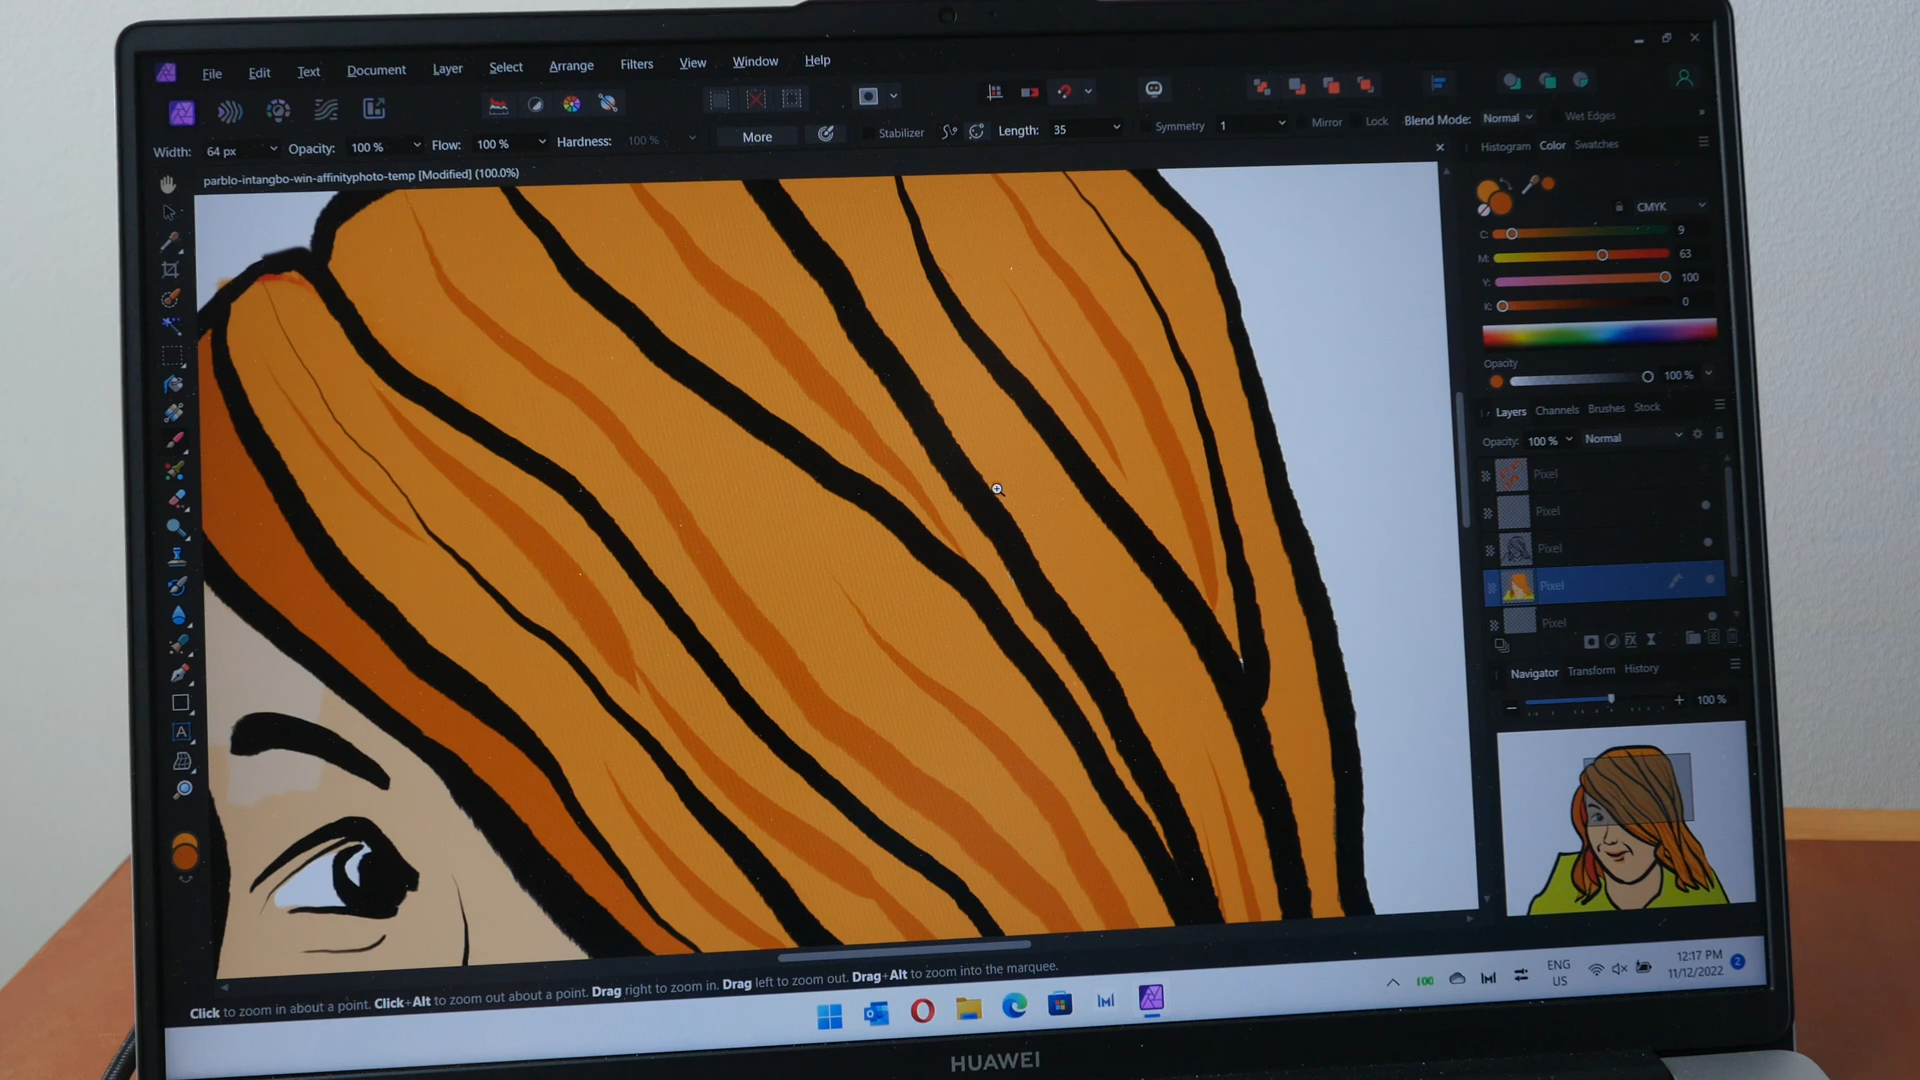 File Edit Text Document Layer Select Arrange Filters View Window Help
Width: 64 px Opacity: 100 % Flow: 100 % Hardness: 100 % More Stabilizer Length: 35 Symmetry 1 Mirror Lock Blend Mode: Normal Wet Edges
parblo-intangbo-win-affinityphoto-temp [Modified] (100.0%)
Histogram Color Swatches
CMYK
C: 9
M: 63
Y: 100
K: 0
Opacity
100 %
Layers Channels Brushes Stock
Opacity: 100 % Normal
Pixel
Pixel
Pixel
Pixel
Pixel
Navigator Transform History
100 %
A
Click to zoom in about a point. Click+Alt to zoom out about a point. Drag right to zoom in. Drag left to zoom out. Drag+Alt to zoom into the marquee.
100
ENG
US
12:17 PM
11/12/2022
2
HUAWEI